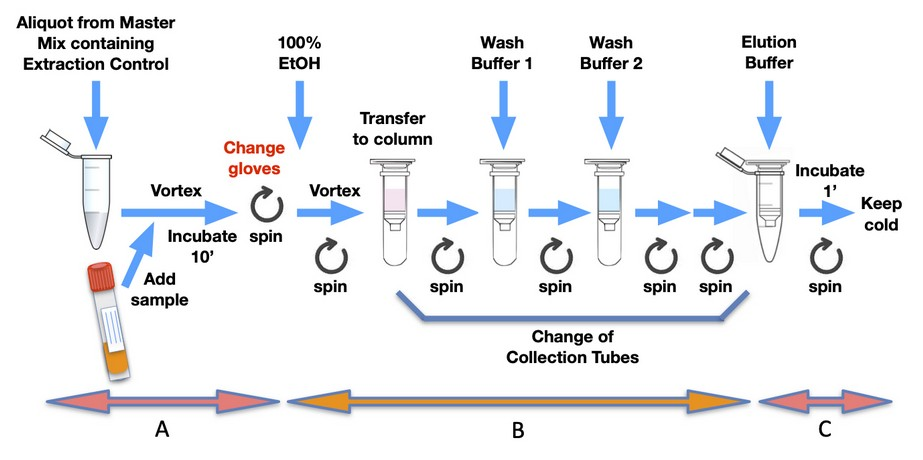 Aliquot from Master
Mix containing
Extraction Control
100%
EtOH
Wash
Buffer 1
Wash
Buffer 2
Elution
Buffer
Transfer
to column
Change
gloves
Vortex
Incubate
10’
spin
Add
sample
Vortex
spin
spin
spin
spin
spin
Incubate
1’
spin
Keep
cold
Change of
Collection Tubes
A
B
C